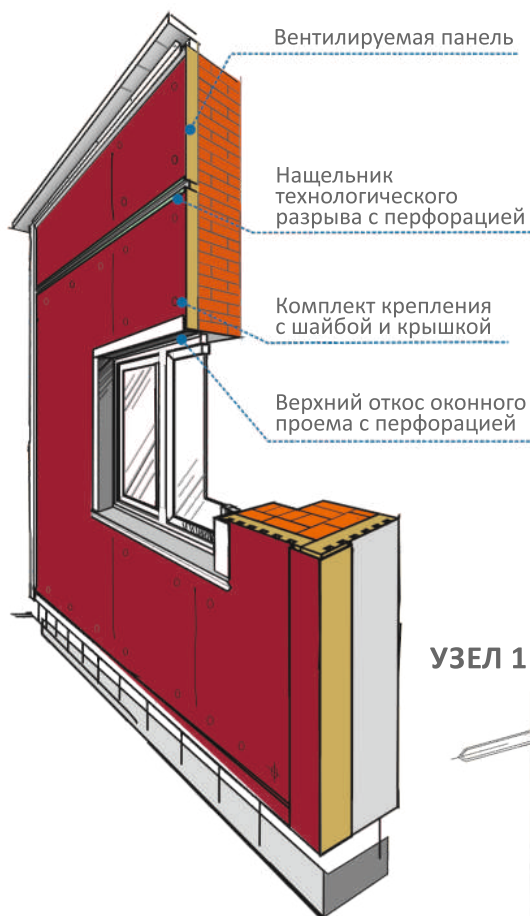 Вентилируемая панель
Нащельник
технологического
разрыва с перфорацией
Комплект крепления
с шайбой и крышкой
Верхний откос оконного
проема с перфорацией
УЗЕЛ 1